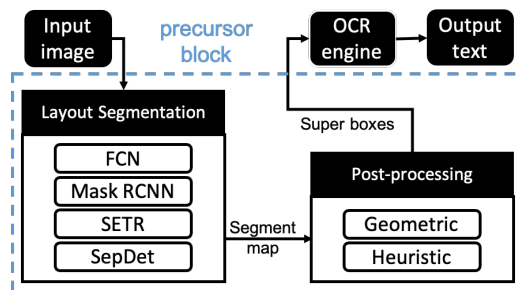 Input
image
precursor
block
OCR
engine
Output
text
Layout Segmentation
FCN
Mask RCNN
SETR
SepDet
Segment
map
Super boxes
Post-processing
Geometric
Heuristic